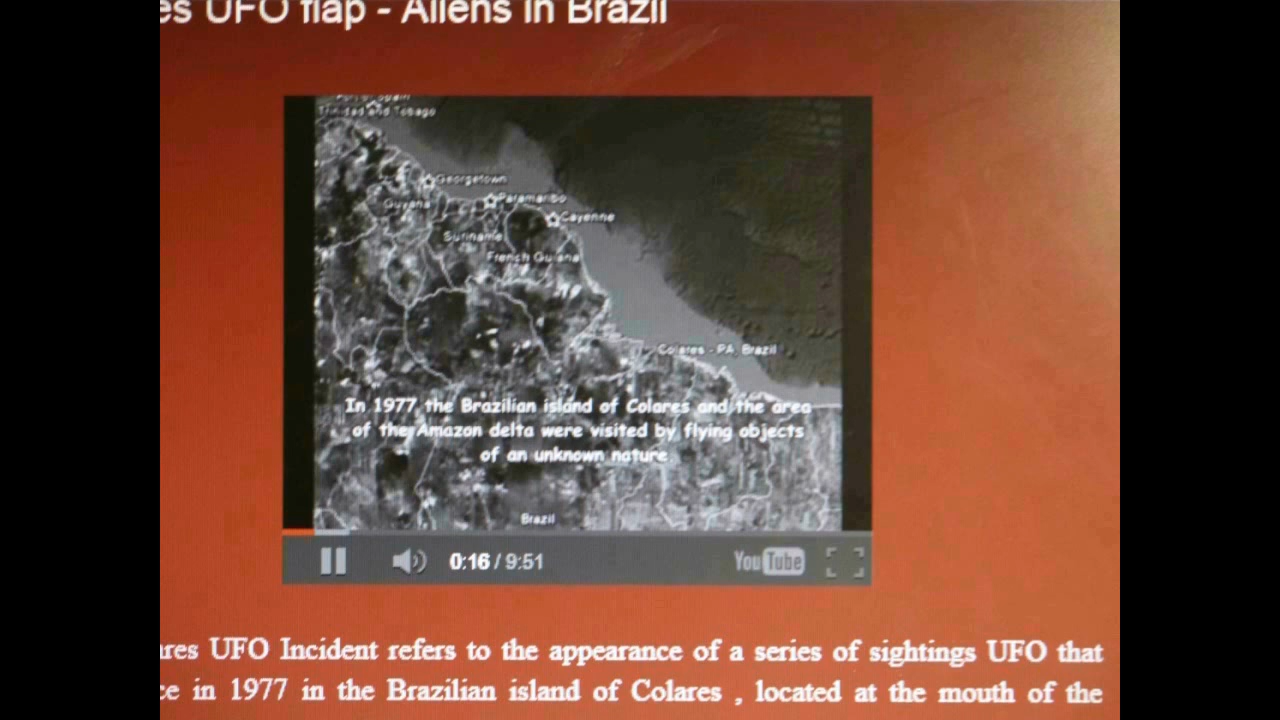 es UFO flap - Aliens in Brazil
Port of Spain
Trinidad and Tobago
Georgetown
Guyana
Paramaribo
Cayenne
Suriname
French Guiana
Colares - PA, Brazil
In 1977 the Brazilian island of Colares and the area
of the Amazon delta were visited by flying objects
of an unknown nature
Brazil
0:16 / 9:51
YouTube
ares UFO Incident refers to the appearance of a series of sightings UFO that
ce in 1977 in the Brazilian island of Colares , located at the mouth of the